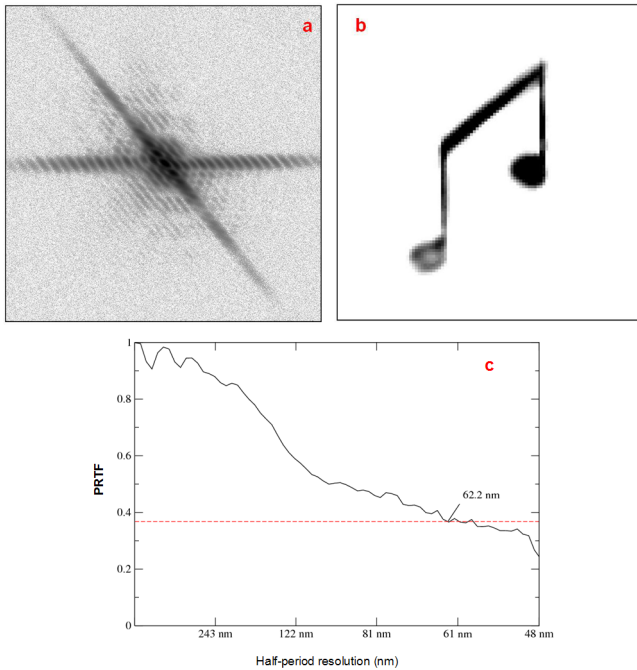 a
b
c
1
0.8
0.6
0.4
0.2
0
PRTF
62.2 nm
243 nm 122 nm 81 nm 61 nm 48 nm
Half-period resolution (nm)